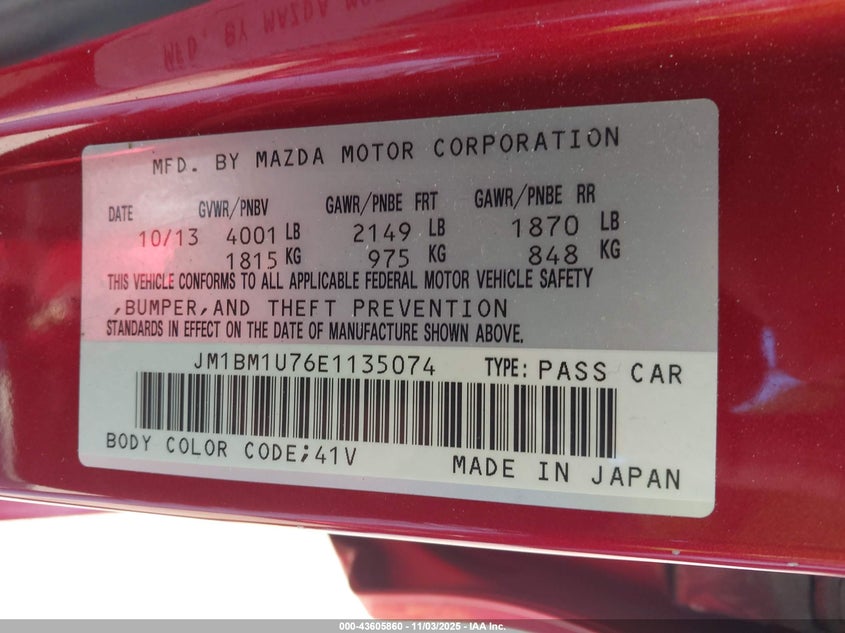 MFD. BY MAZDA MOTOR CORPORATION
DATE GVWR/PNBV GAWR/PNBE FRT GAWR/PNBE RR
10/13 4001 LB 2149 LB 1870 LB
1815 KG 975 KG 848 KG
THIS VEHICLE CONFORMS TO ALL APPLICABLE FEDERAL MOTOR VEHICLE SAFETY
,BUMPER,AND THEFT PREVENTION
STANDARDS IN EFFECT ON THE DATE OF MANUFACTURE SHOWN ABOVE.
JM1BM1U76E1135074 TYPE: PASS CAR
BODY COLOR CODE;41V
MADE IN JAPAN
000-43605860 - 11/03/2025 - IAA Inc.